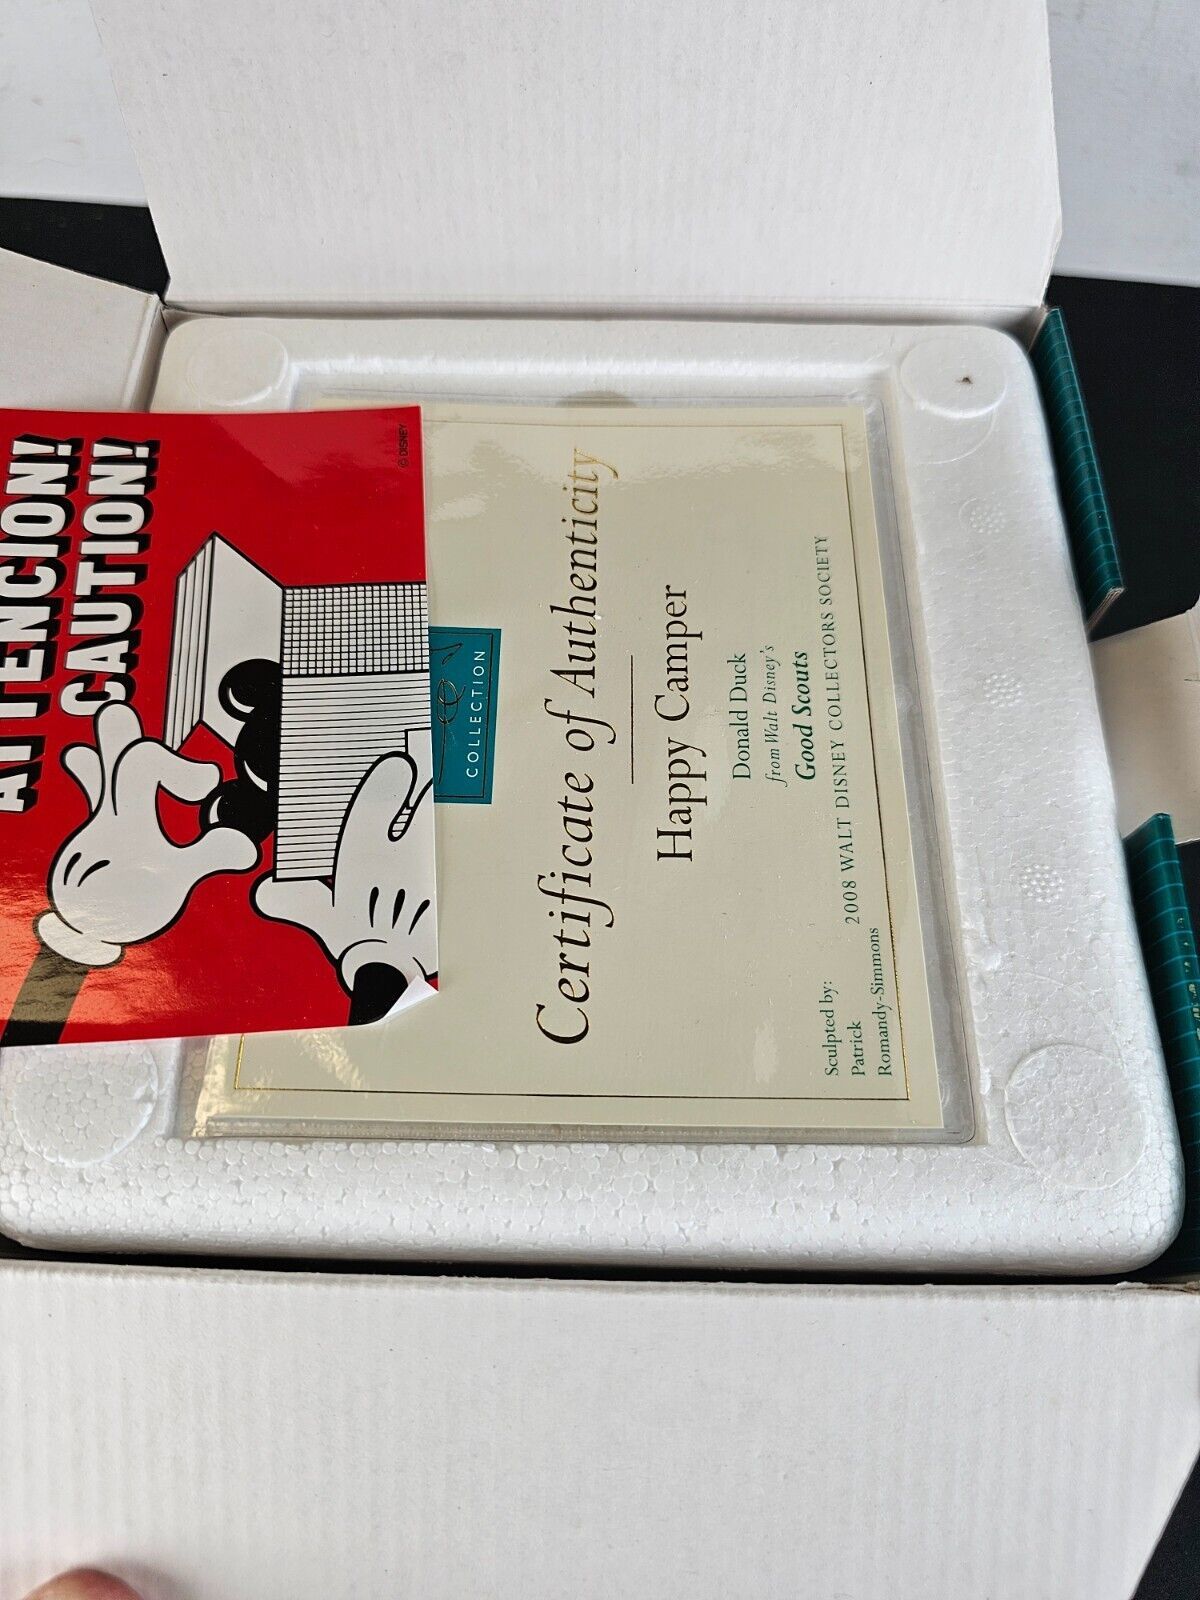 ATTENCION!
CAUTION!
© DISNEY
COLLECTION
Certificate of Authenticity
Happy Camper
Donald Duck
from Walt Disney's
Good Scouts
2008 WALT DISNEY COLLECTORS SOCIETY
Sculpted by:
Patrick
Romandy-Simmons